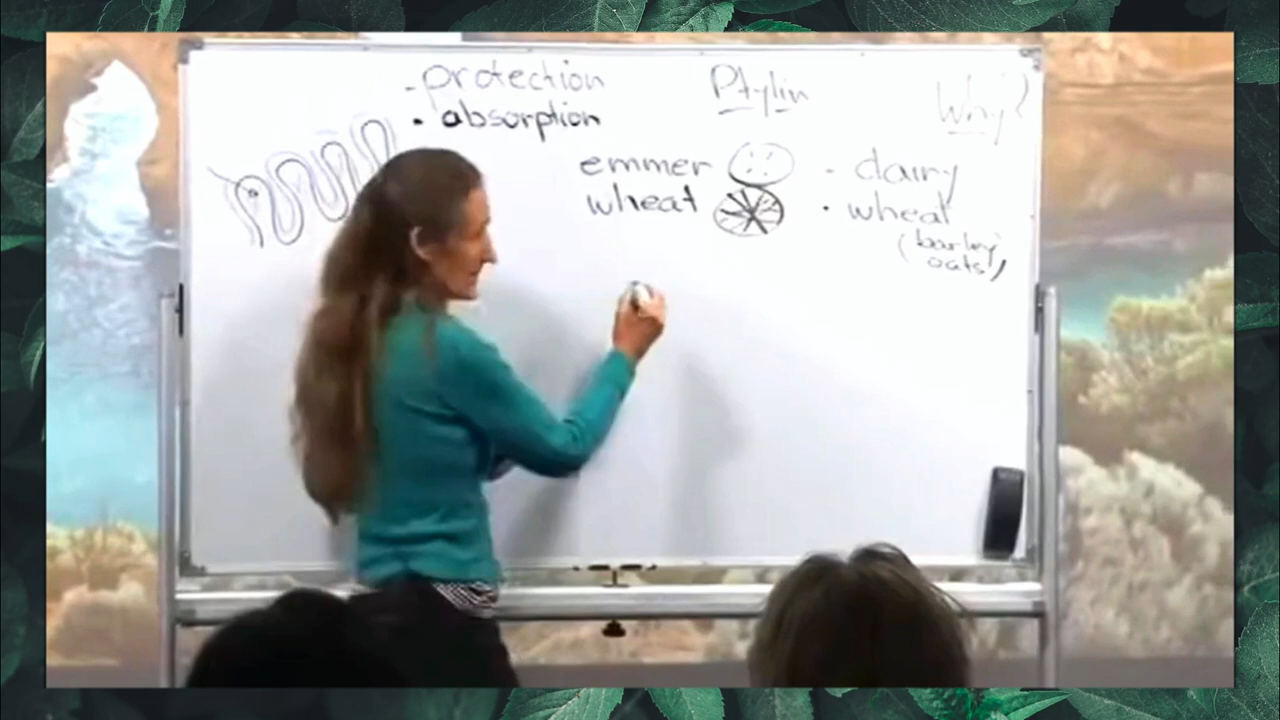 - protection
• absorption
Ptylin
Why?
emmer
wheat
- dairy
• wheat
(barley
oats)